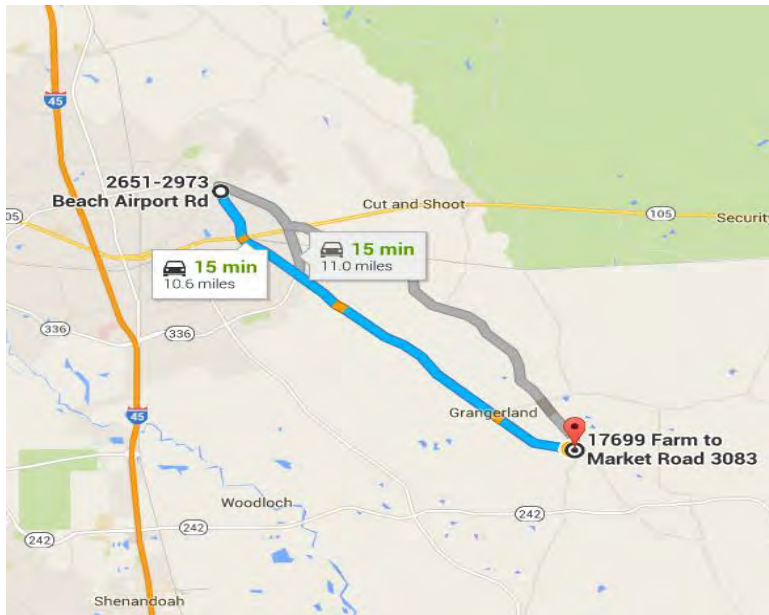 45
2651-2973
Beach Airport Rd
Cut and Shoot
105
Security
05
15 min
10.6 miles
15 min
11.0 miles
336
336
45
Grangerland
17699 Farm to
Market Road 3083
Woodloch
242
242
242
Shenandoah